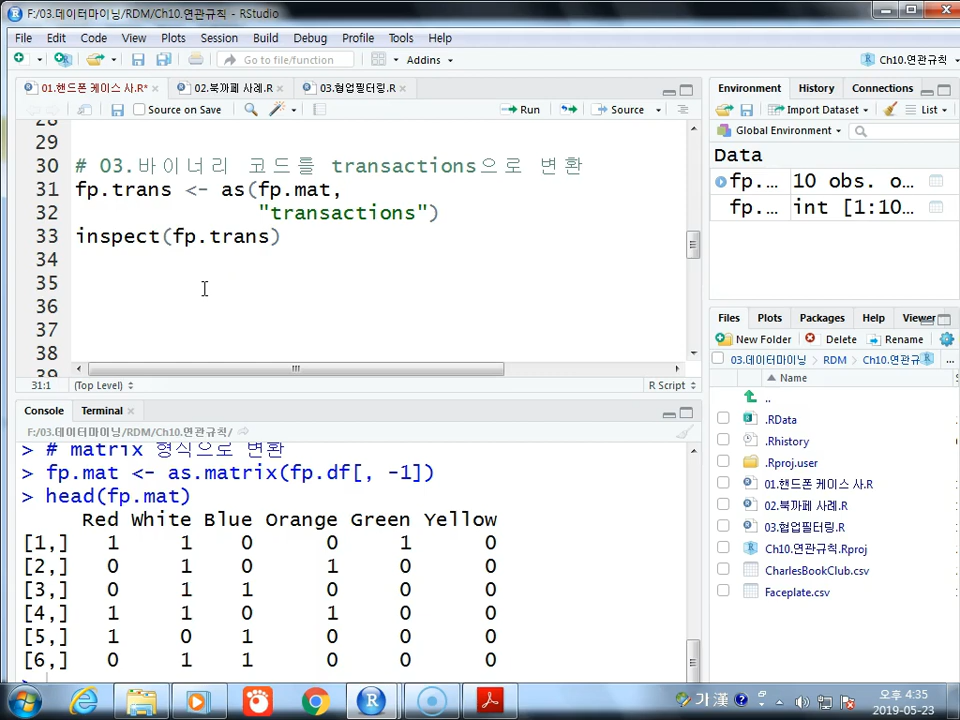 F:/03.데이터마이닝/RDM/Ch10.연관규칙 - RStudio
File Edit Code View Plots Session Build Debug Profile Tools Help
Go to file/function Addins Ch10.연관규칙
01.핸드폰 케이스 사.R* 02.북까페 사례.R 03.협업필터링.R
Source on Save Run Source
29
30 # 03.바이너리 코드를 transactions으로 변환
31 fp.trans <- as(fp.mat,
32 "transactions")
33 inspect(fp.trans)
34
35
36
37
38
31:1 (Top Level) R Script
Console Terminal
F:/03.데이터마이닝/RDM/Ch10.연관규칙/
> # matrix 형식으로 변환
> fp.mat <- as.matrix(fp.df[, -1])
> head(fp.mat)
Red White Blue Orange Green Yellow
[1,] 1 1 0 0 1 0
[2,] 0 1 0 1 0 0
[3,] 0 1 1 0 0 0
[4,] 1 1 0 1 0 0
[5,] 1 0 1 0 0 0
[6,] 0 1 1 0 0 0
Environment History Connections
Import Dataset List
Global Environment
Data
fp.… 10 obs. o…
fp.… int [1:10…
Files Plots Packages Help Viewer
New Folder Delete Rename
03.데이터마이닝 RDM Ch10.연관규 ...
Name
..
.RData
.Rhistory
.Rproj.user
01.핸드폰 케이스 사.R
02.북까페 사례.R
03.협업필터링.R
Ch10.연관규칙.Rproj
CharlesBookClub.csv
Faceplate.csv
가 漢
오후 4:35
2019-05-23